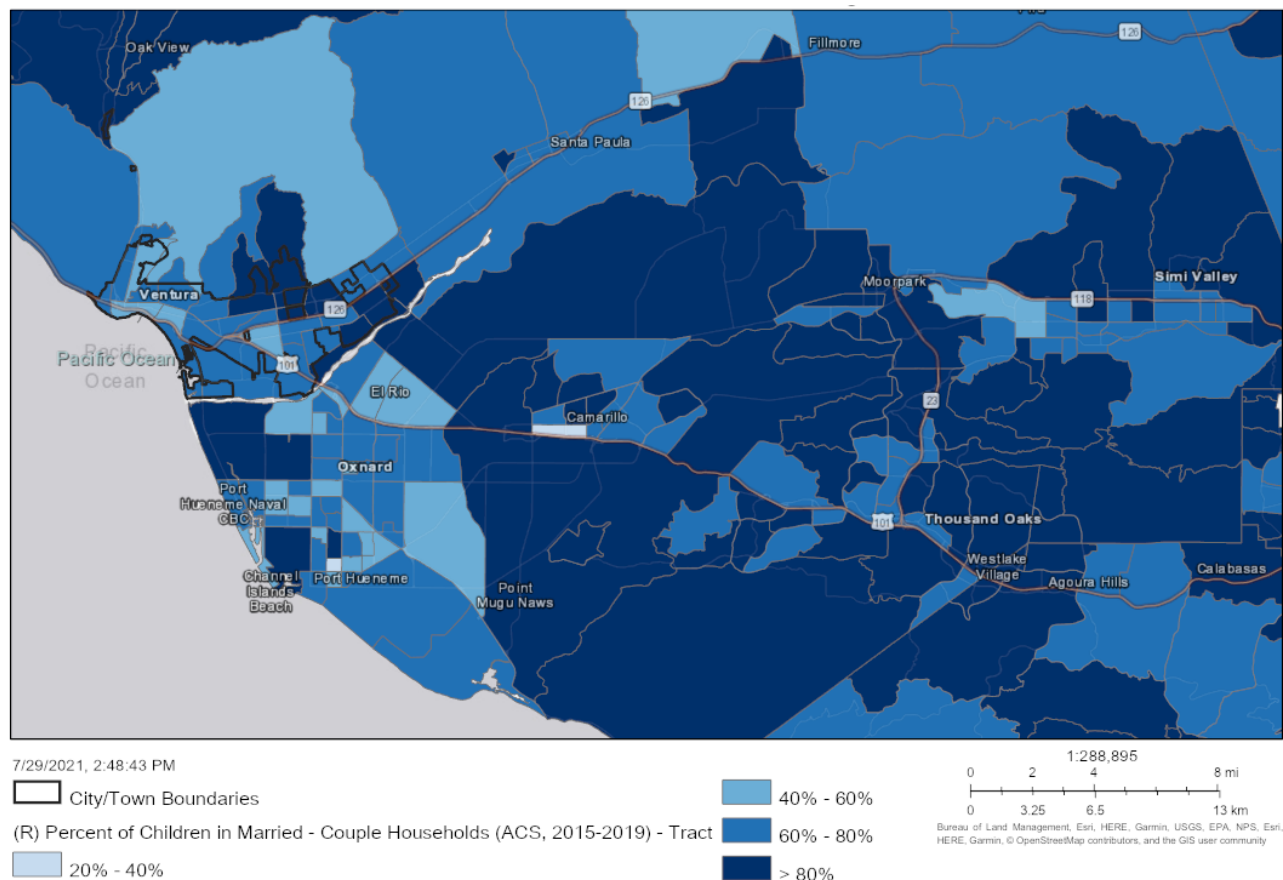 Oak View
Fillmore
126
126
Santa Paula
Moorpark
Simi Valley
118
Ventura
126
Pacific Ocean
Pacific
Ocean
101
El Rio
23
Camarillo
Oxnard
Port
Hueneme Naval
CBC
101
Thousand Oaks
Channel
Islands
Beach
Port Hueneme
Point
Mugu Naws
Westlake
Village
Agoura Hills
Calabasas
7/29/2021, 2:48:43 PM
City/Town Boundaries
(R) Percent of Children in Married - Couple Households (ACS, 2015-2019) - Tract
20% - 40%
40% - 60%
60% - 80%
> 80%
1:288,895
0 2 4 8 mi
0 3.25 6.5 13 km
Bureau of Land Management, Esri, HERE, Garmin, USGS, EPA, NPS, Esri,
HERE, Garmin, © OpenStreetMap contributors, and the GIS user community